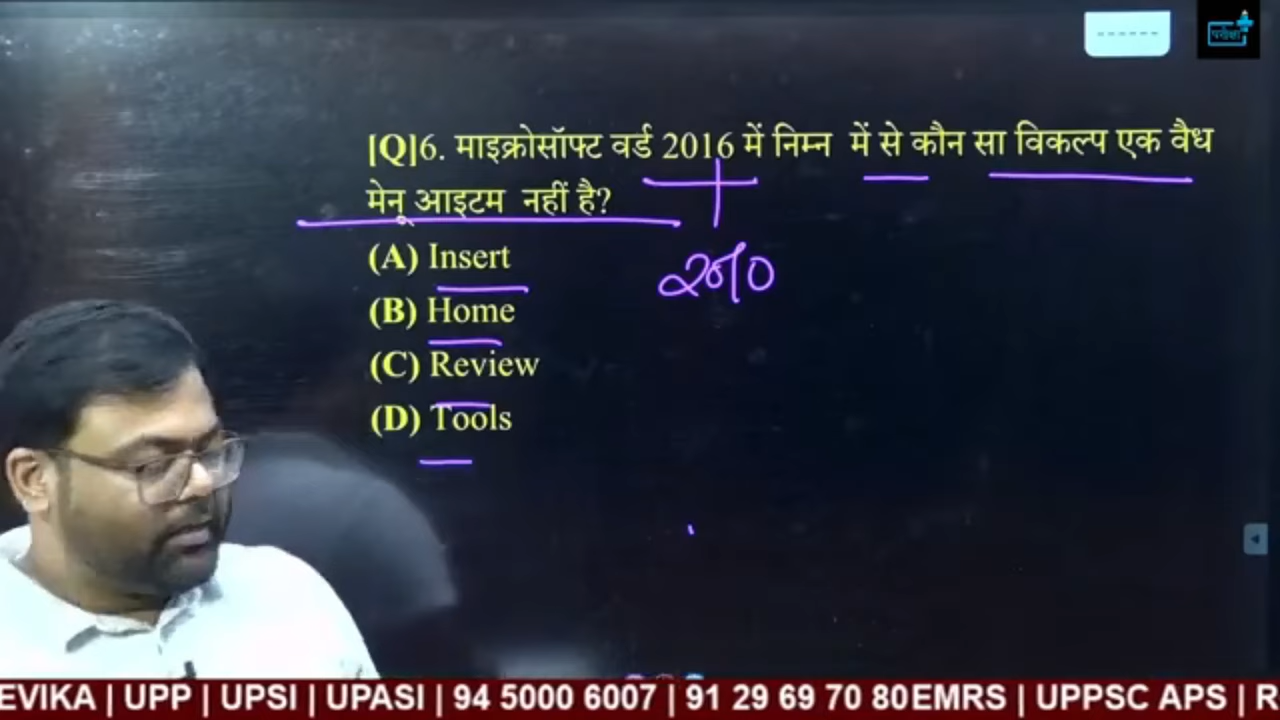 ------
परीक्षा
[Q]6. माइक्रोसॉफ्ट वर्ड 2016 में निम्न में से कौन सा विकल्प एक वैध
मेनू आइटम नहीं है?
(A) Insert
2010
(B) Home
(C) Review
(D) Tools
EVIKA | UPP | UPSI | UPASI | 94 5000 6007 | 91 29 69 70 80EMRS | UPPSC APS | R